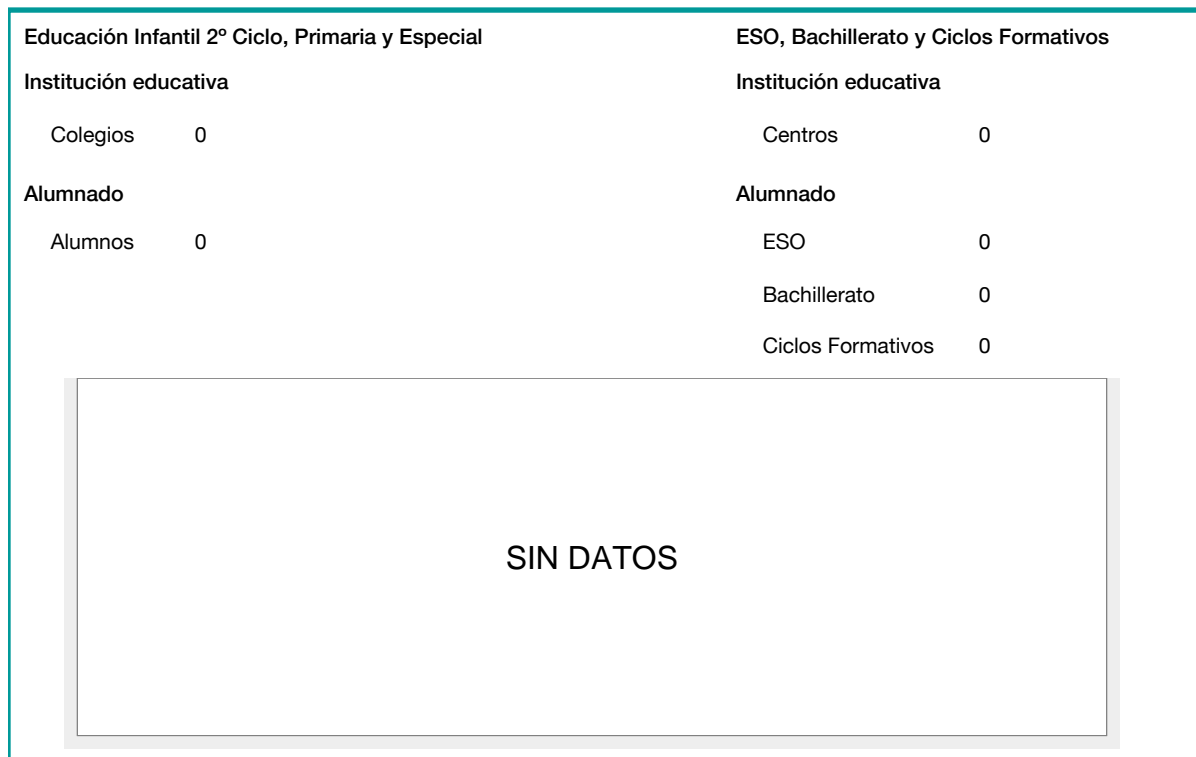 Educación Infantil 2º Ciclo, Primaria y Especial
Institución educativa
Colegios 0
Alumnado
Alumnos 0
ESO, Bachillerato y Ciclos Formativos
Institución educativa
Centros 0
Alumnado
ESO 0
Bachillerato 0
Ciclos Formativos 0
SIN DATOS